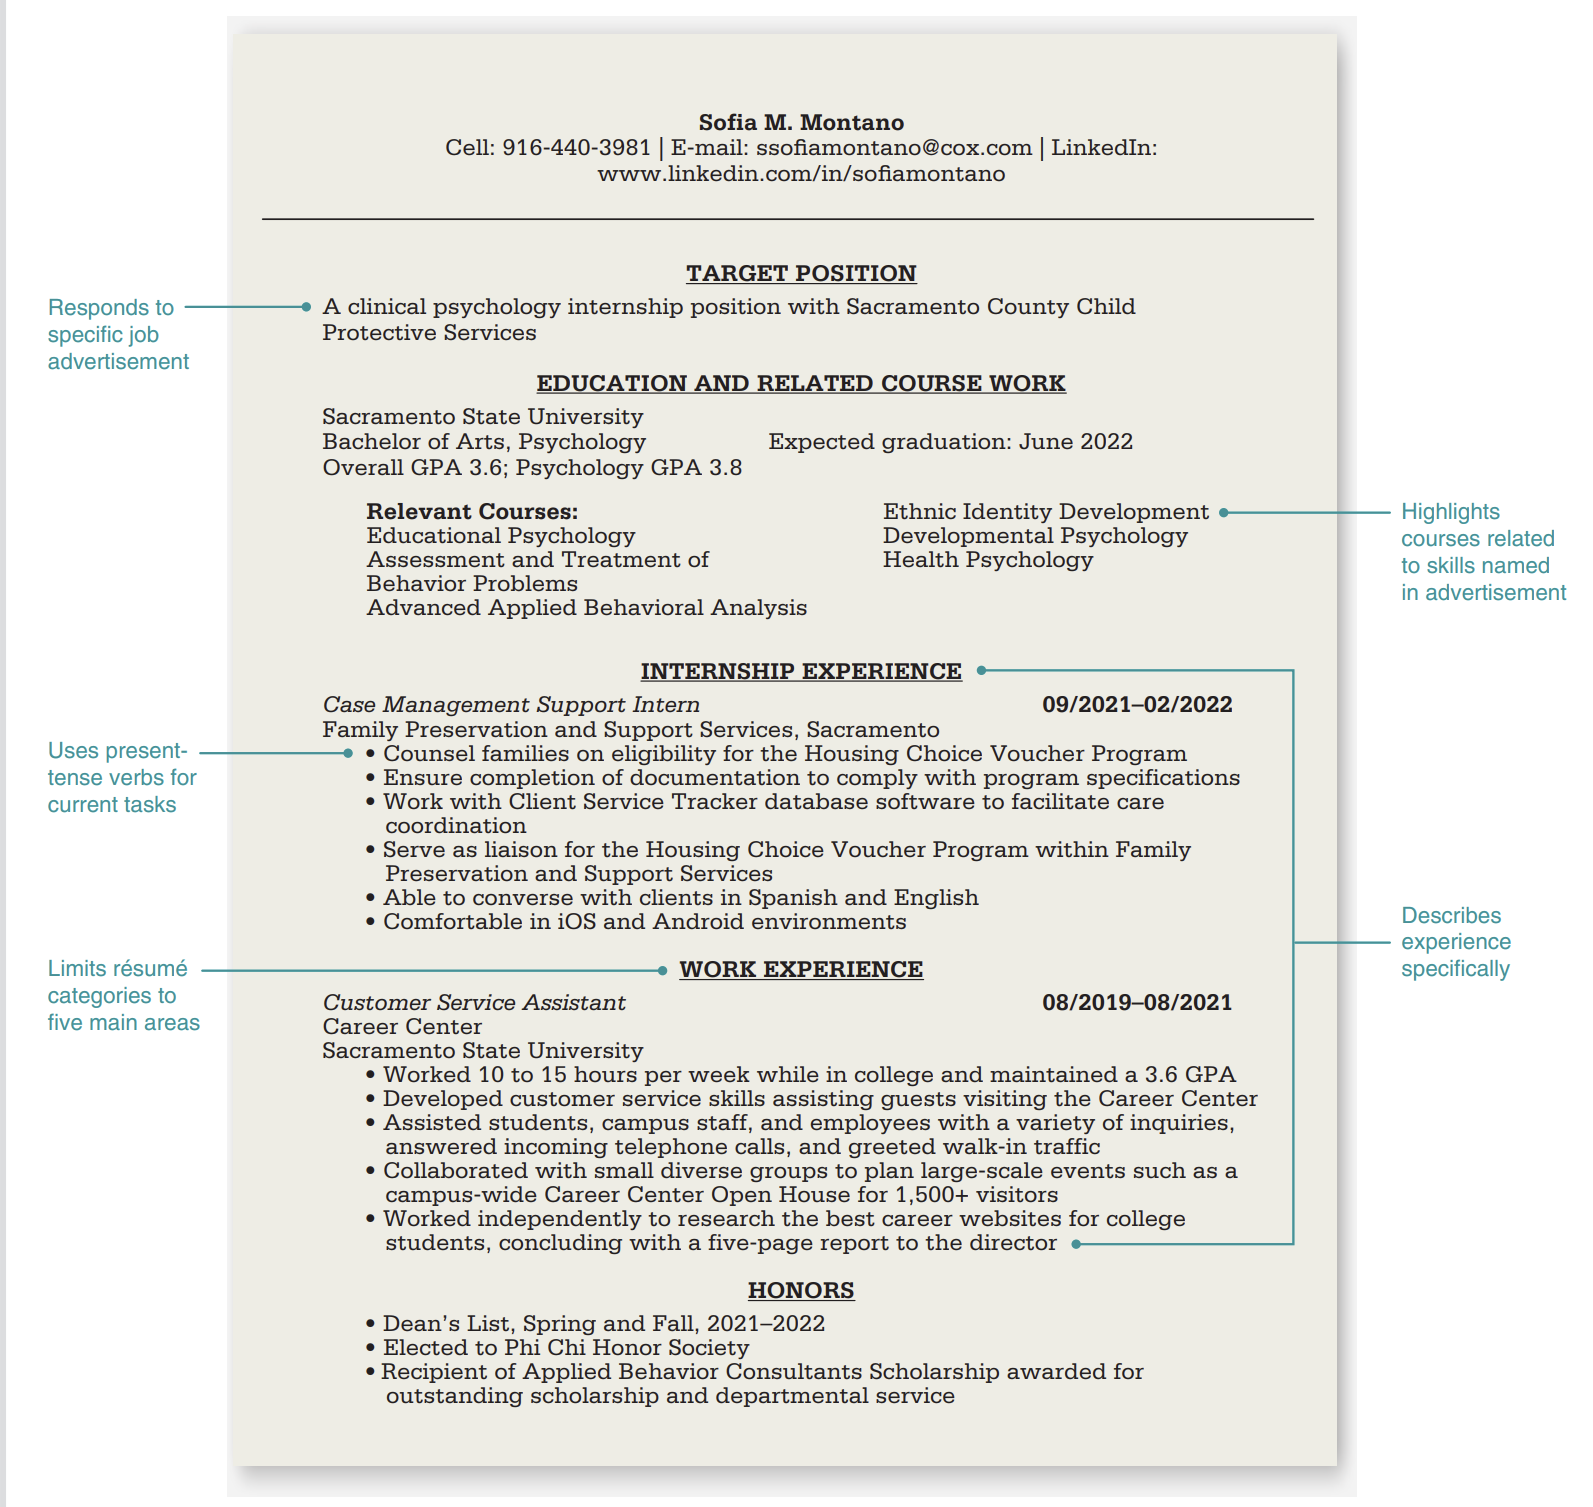 Sofia M. Montano
Cell: 916-440-3981 | E-mail: ssofiamontano@cox.com | LinkedIn:
www.linkedin.com/in/sofiamontano
TARGET POSITION
Responds to
specific job
advertisement
A clinical psychology internship position with Sacramento County Child
Protective Services
EDUCATION AND RELATED COURSE WORK
Sacramento State University
Bachelor of Arts, Psychology Expected graduation: June 2022
Overall GPA 3.6; Psychology GPA 3.8
Relevant Courses:
Educational Psychology
Assessment and Treatment of
Behavior Problems
Advanced Applied Behavioral Analysis
Ethnic Identity Development
Developmental Psychology
Health Psychology
Highlights
courses related
to skills named
in advertisement
INTERNSHIP EXPERIENCE
Case Management Support Intern 09/2021–02/2022
Family Preservation and Support Services, Sacramento
Uses present-
tense verbs for
current tasks
• Counsel families on eligibility for the Housing Choice Voucher Program
• Ensure completion of documentation to comply with program specifications
• Work with Client Service Tracker database software to facilitate care
coordination
• Serve as liaison for the Housing Choice Voucher Program within Family
Preservation and Support Services
• Able to converse with clients in Spanish and English
• Comfortable in iOS and Android environments
Describes
experience
specifically
Limits résumé
categories to
five main areas
WORK EXPERIENCE
Customer Service Assistant 08/2019–08/2021
Career Center
Sacramento State University
• Worked 10 to 15 hours per week while in college and maintained a 3.6 GPA
• Developed customer service skills assisting guests visiting the Career Center
• Assisted students, campus staff, and employees with a variety of inquiries,
answered incoming telephone calls, and greeted walk-in traffic
• Collaborated with small diverse groups to plan large-scale events such as a
campus-wide Career Center Open House for 1,500+ visitors
• Worked independently to research the best career websites for college
students, concluding with a five-page report to the director
HONORS
• Dean’s List, Spring and Fall, 2021–2022
• Elected to Phi Chi Honor Society
• Recipient of Applied Behavior Consultants Scholarship awarded for
outstanding scholarship and departmental service